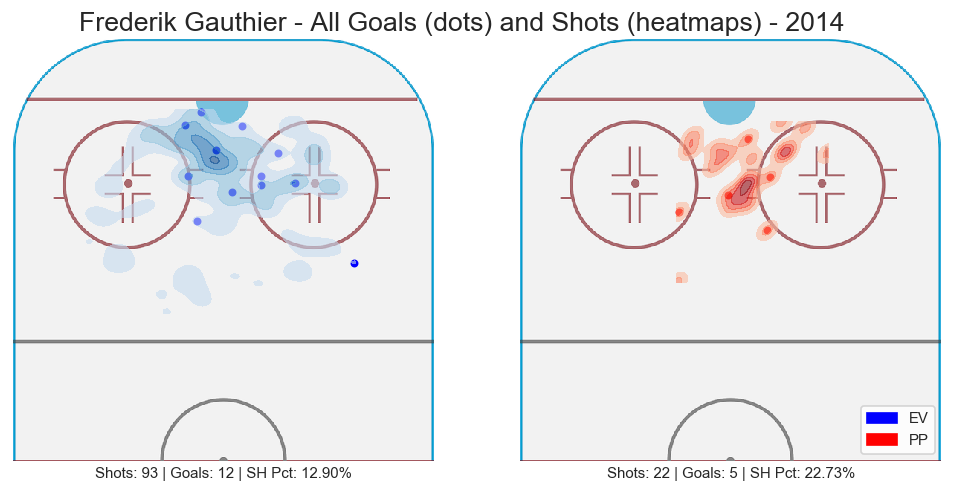 Frederik Gauthier - All Goals (dots) and Shots (heatmaps) - 2014
EV
PP
Shots: 93 | Goals: 12 | SH Pct: 12.90%
Shots: 22 | Goals: 5 | SH Pct: 22.73%